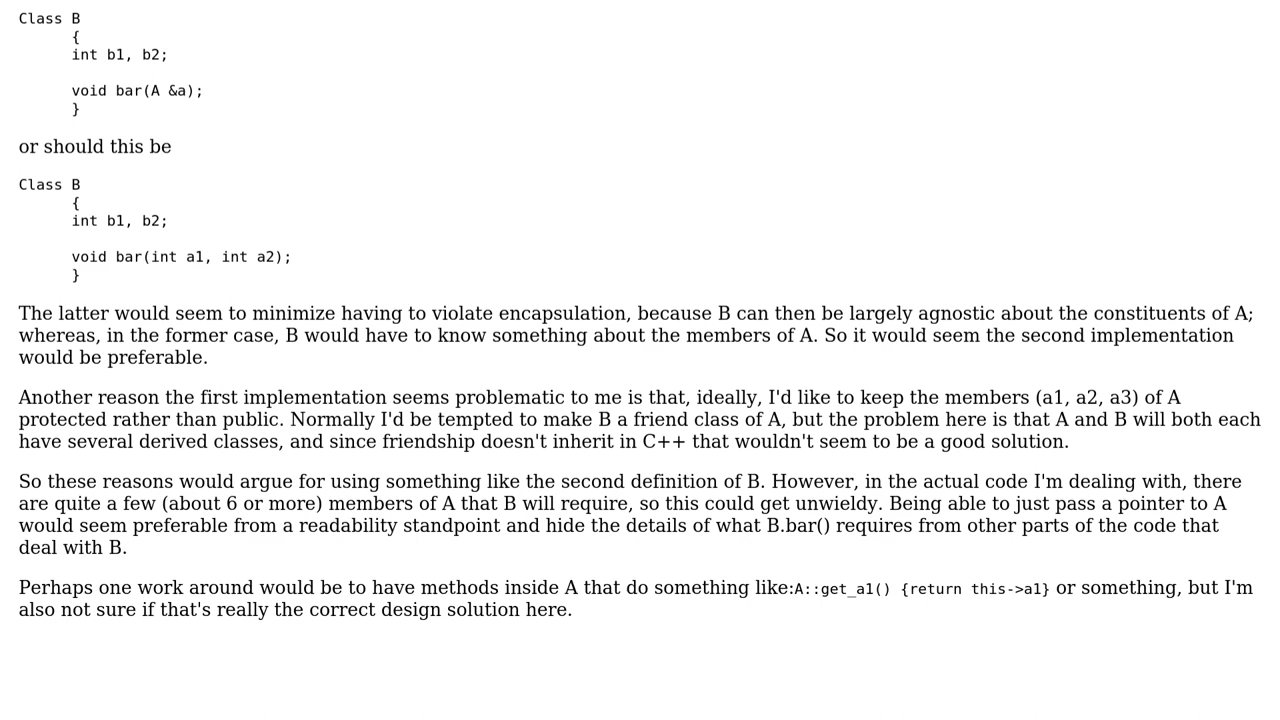 Class B
{
int b1, b2;
void bar(A &a);
}
or should this be
Class B
{
int b1, b2;
void bar(int a1, int a2);
}
The latter would seem to minimize having to violate encapsulation, because B can then be largely agnostic about the constituents of A;
whereas, in the former case, B would have to know something about the members of A. So it would seem the second implementation
would be preferable.
Another reason the first implementation seems problematic to me is that, ideally, I'd like to keep the members (a1, a2, a3) of A
protected rather than public. Normally I'd be tempted to make B a friend class of A, but the problem here is that A and B will both each
have several derived classes, and since friendship doesn't inherit in C++ that wouldn't seem to be a good solution.
So these reasons would argue for using something like the second definition of B. However, in the actual code I'm dealing with, there
are quite a few (about 6 or more) members of A that B will require, so this could get unwieldy. Being able to just pass a pointer to A
would seem preferable from a readability standpoint and hide the details of what B.bar() requires from other parts of the code that
deal with B.
Perhaps one work around would be to have methods inside A that do something like:A::get_a1() {return this->a1} or something, but I'm
also not sure if that's really the correct design solution here.